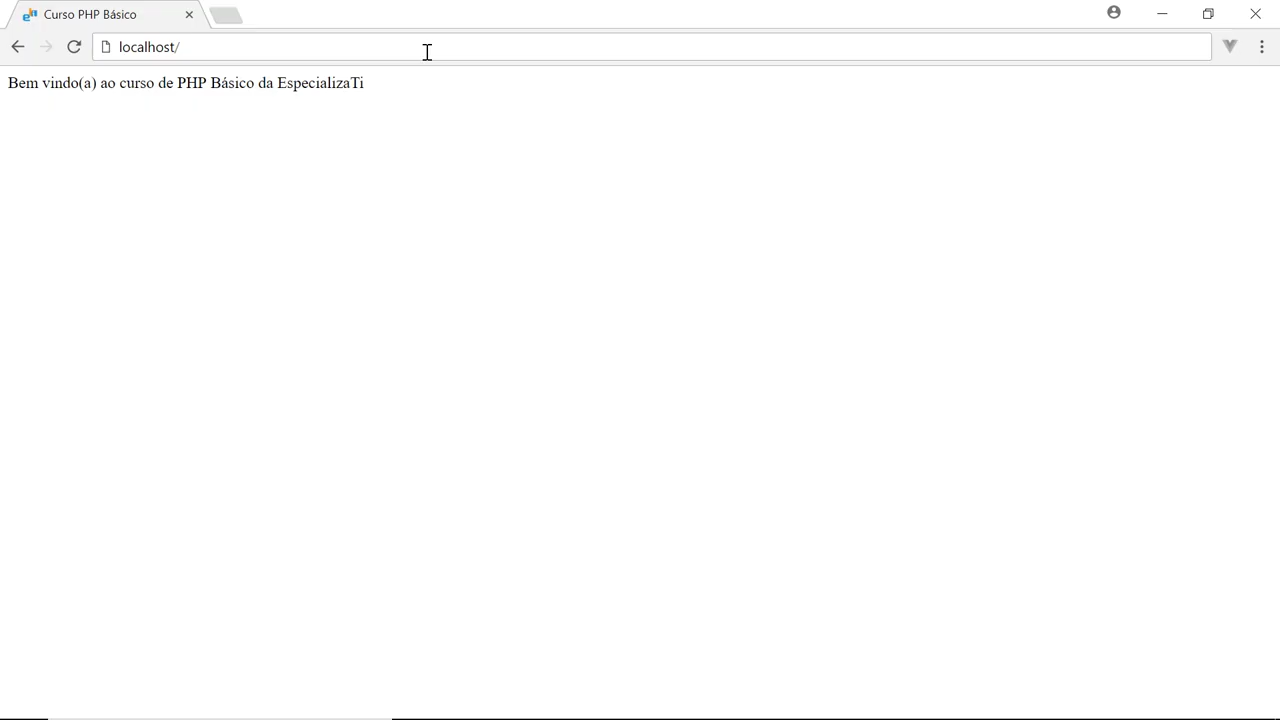 Curso PHP Básico
localhost/
Bem vindo(a) ao curso de PHP Básico da EspecializaTi